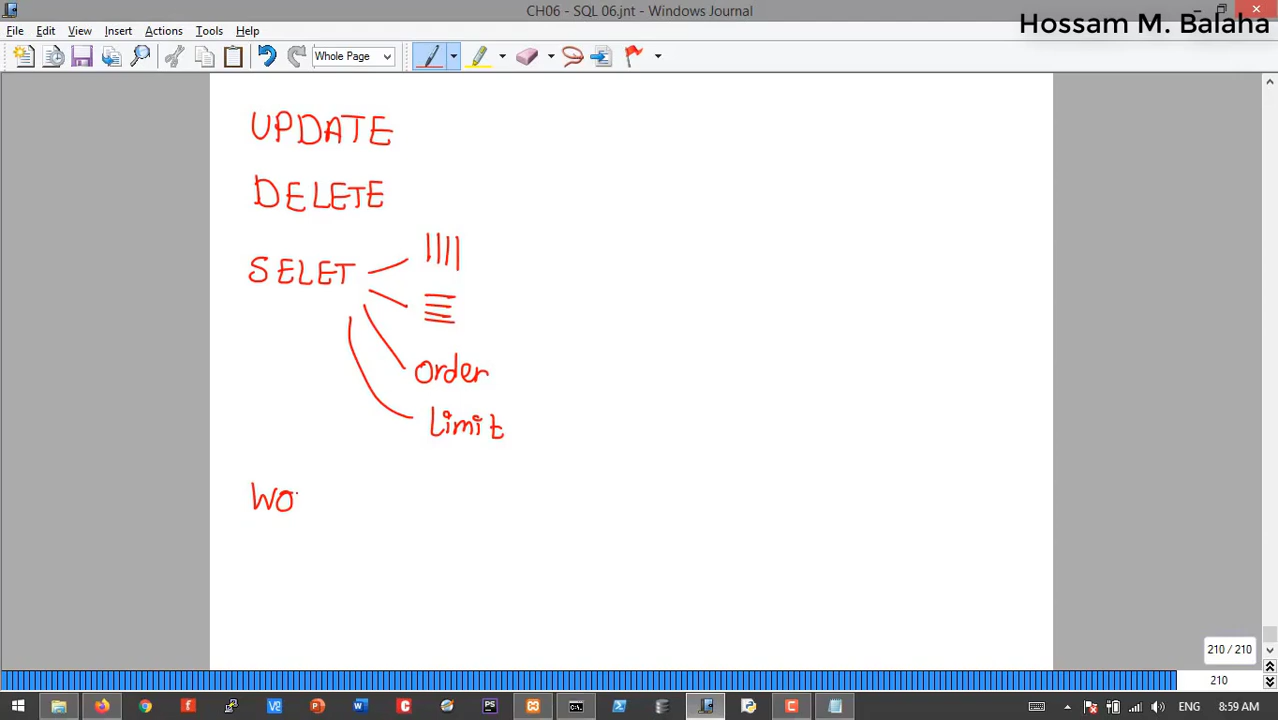 CH06 - SQL 06.jnt - Windows Journal
Hossam M. Balaha
File Edit View Insert Actions Tools Help
Whole Page
UPDATE
DELETE
SELET
Order
Limit
WO
210 / 210
210
ENG 8:59 AM